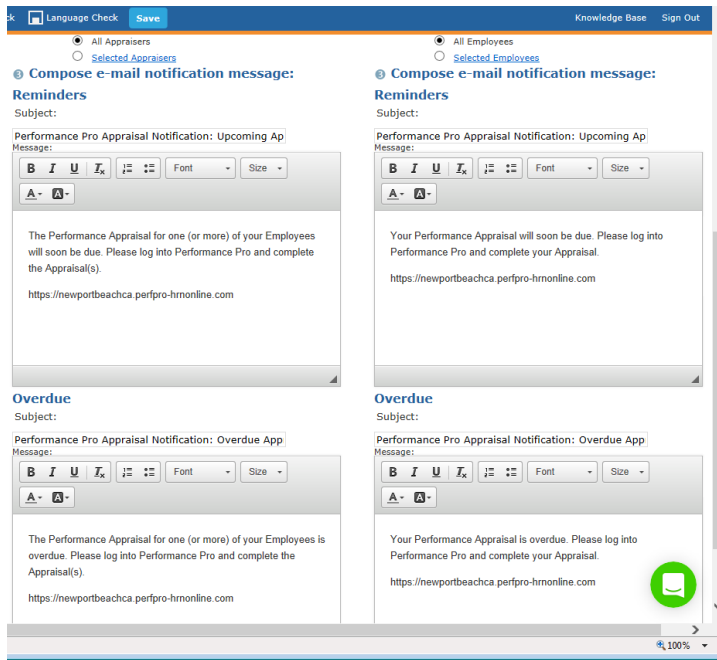 ck Language Check Save Knowledge Base Sign Out
All Appraisers
Selected Appraisers
3 Compose e-mail notification message:
Reminders
Subject:
Performance Pro Appraisal Notification: Upcoming Ap
Message:
B I U Ix Font Size
A A
The Performance Appraisal for one (or more) of your Employees
will soon be due. Please log into Performance Pro and complete
the Appraisal(s).
https://newportbeachca.perfpro-hrnonline.com
Overdue
Subject:
Performance Pro Appraisal Notification: Overdue App
Message:
B I U Ix Font Size
A A
The Performance Appraisal for one (or more) of your Employees is
overdue. Please log into Performance Pro and complete the
Appraisal(s).
https://newportbeachca.perfpro-hrnonline.com
All Employees
Selected Employees
3 Compose e-mail notification message:
Reminders
Subject:
Performance Pro Appraisal Notification: Upcoming Ap
Message:
B I U Ix Font Size
A A
Your Performance Appraisal will soon be due. Please log into
Performance Pro and complete your Appraisal.
https://newportbeachca.perfpro-hrnonline.com
Overdue
Subject:
Performance Pro Appraisal Notification: Overdue App
Message:
B I U Ix Font Size
A A
Your Performance Appraisal is overdue. Please log into
Performance Pro and complete your Appraisal.
https://newportbeachca.perfpro-hrnonline.com
100%